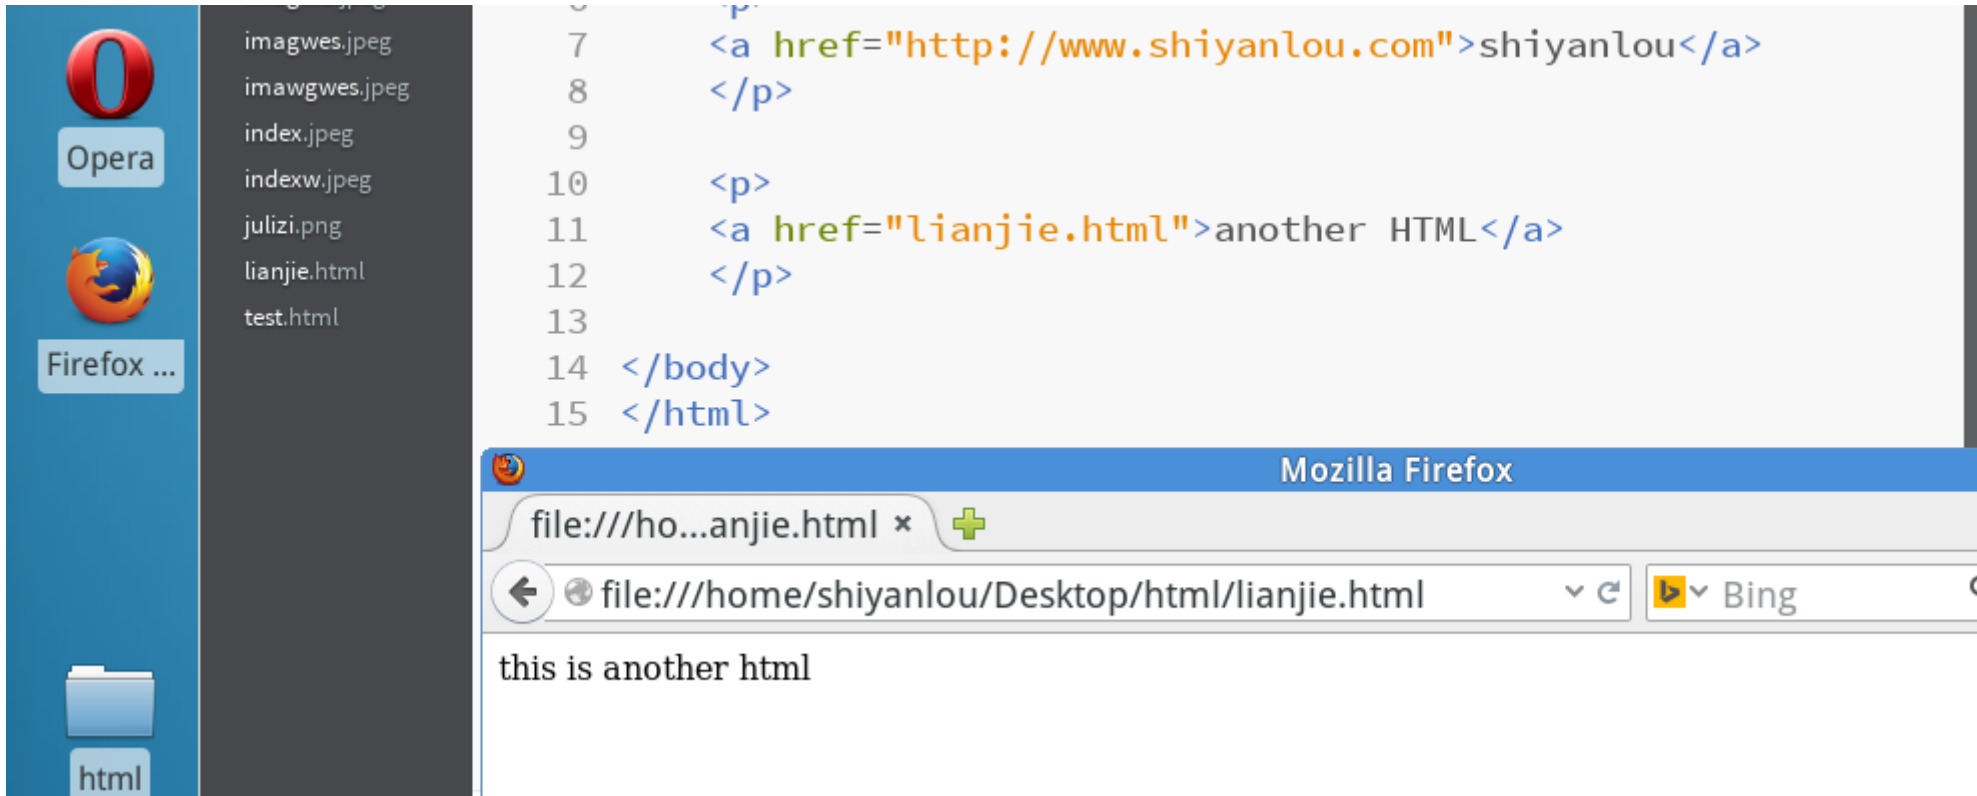 Opera
Firefox ...
html
imagwes.jpeg
imawgwes.jpeg
index.jpeg
indexw.jpeg
julizi.png
lianjie.html
test.html
7 <a href="http://www.shiyanlou.com">shiyanlou</a>
8 </p>
9
10 <p>
11 <a href="lianjie.html">another HTML</a>
12 </p>
13
14 </body>
15 </html>
Mozilla Firefox
file:///ho...anjie.html
file:///home/shiyanlou/Desktop/html/lianjie.html
Bing
this is another html